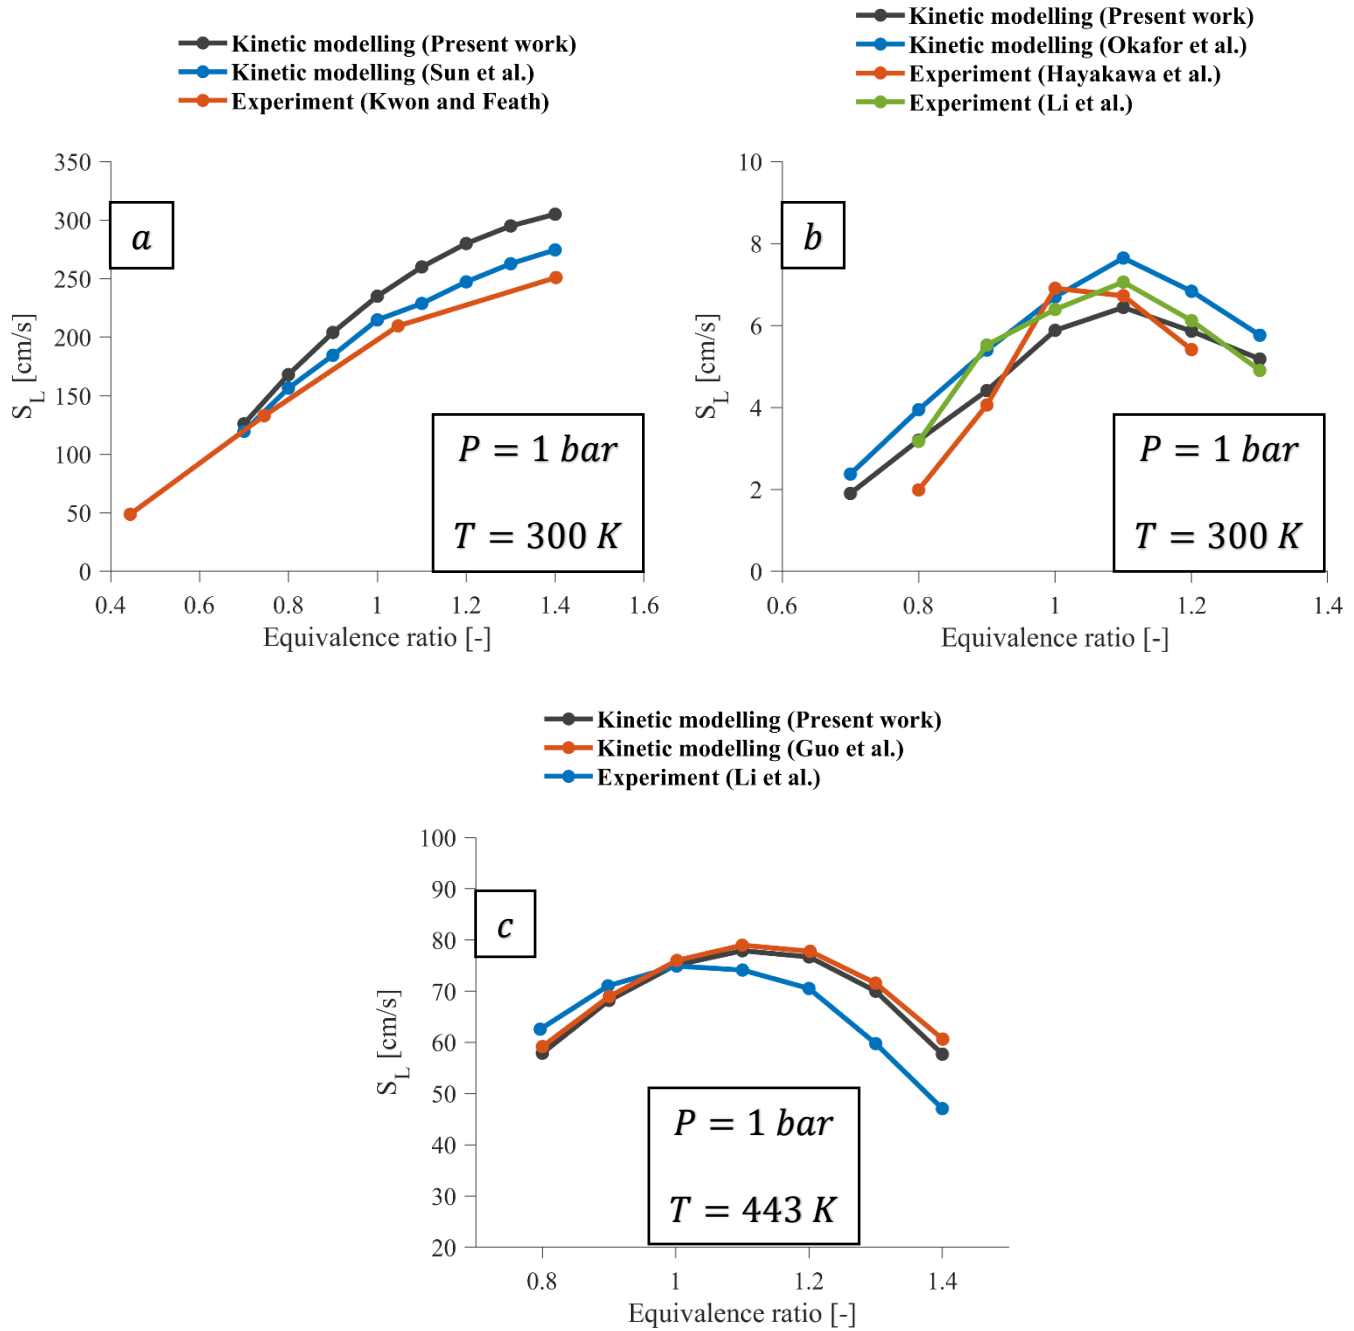 Kinetic modelling (Present work)
Kinetic modelling (Sun et al.)
Experiment (Kwon and Feath)
350
300
250
200
150
100
50
0
S_L [cm/s]
a
P = 1 bar
T = 300 K
0.4 0.6 0.8 1 1.2 1.4 1.6
Equivalence ratio [-]
Kinetic modelling (Present work)
Kinetic modelling (Okafor et al.)
Experiment (Hayakawa et al.)
Experiment (Li et al.)
10
8
6
4
2
0
S_L [cm/s]
b
P = 1 bar
T = 300 K
0.6 0.8 1 1.2 1.4
Equivalence ratio [-]
Kinetic modelling (Present work)
Kinetic modelling (Guo et al.)
Experiment (Li et al.)
100
90
80
70
60
50
40
30
20
S_L [cm/s]
c
P = 1 bar
T = 443 K
0.8 1 1.2 1.4
Equivalence ratio [-]